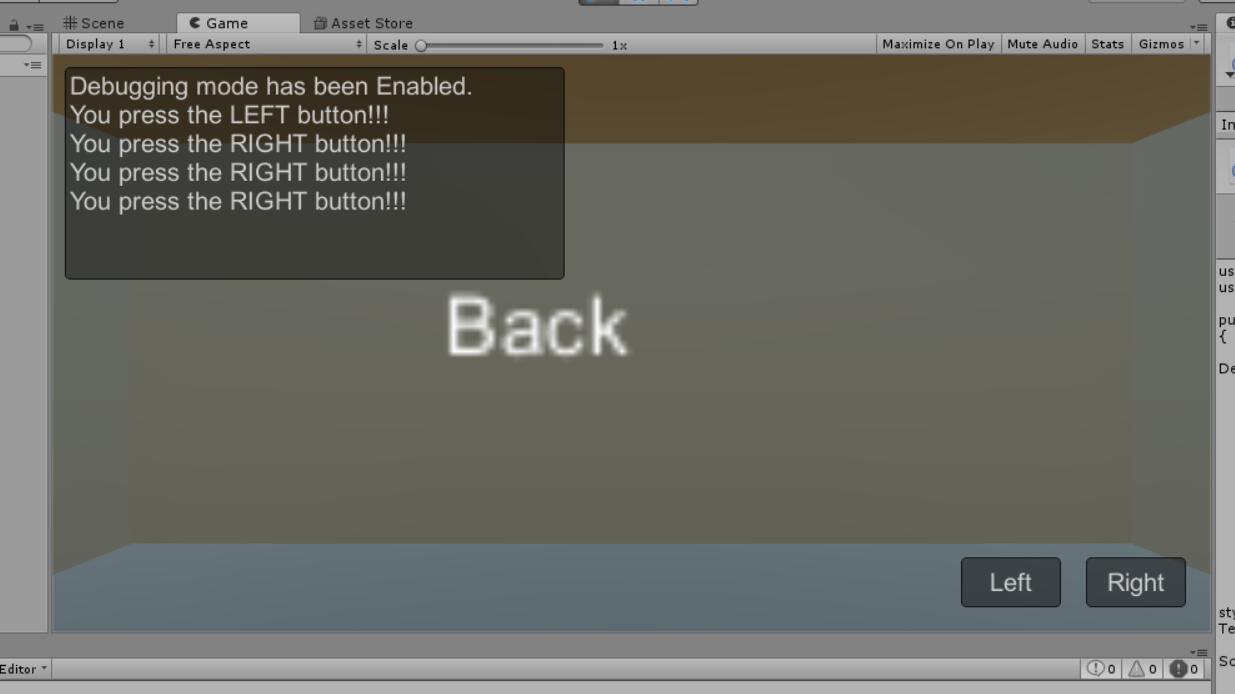 Scene Game Asset Store
Display 1 Free Aspect Scale 1x Maximize On Play Mute Audio Stats Gizmos
Debugging mode has been Enabled.
You press the LEFT button!!!
You press the RIGHT button!!!
You press the RIGHT button!!!
You press the RIGHT button!!!
Back
Left Right
Editor 0 0 0
In
us
us
pu
{
De
sty
Te
Sc